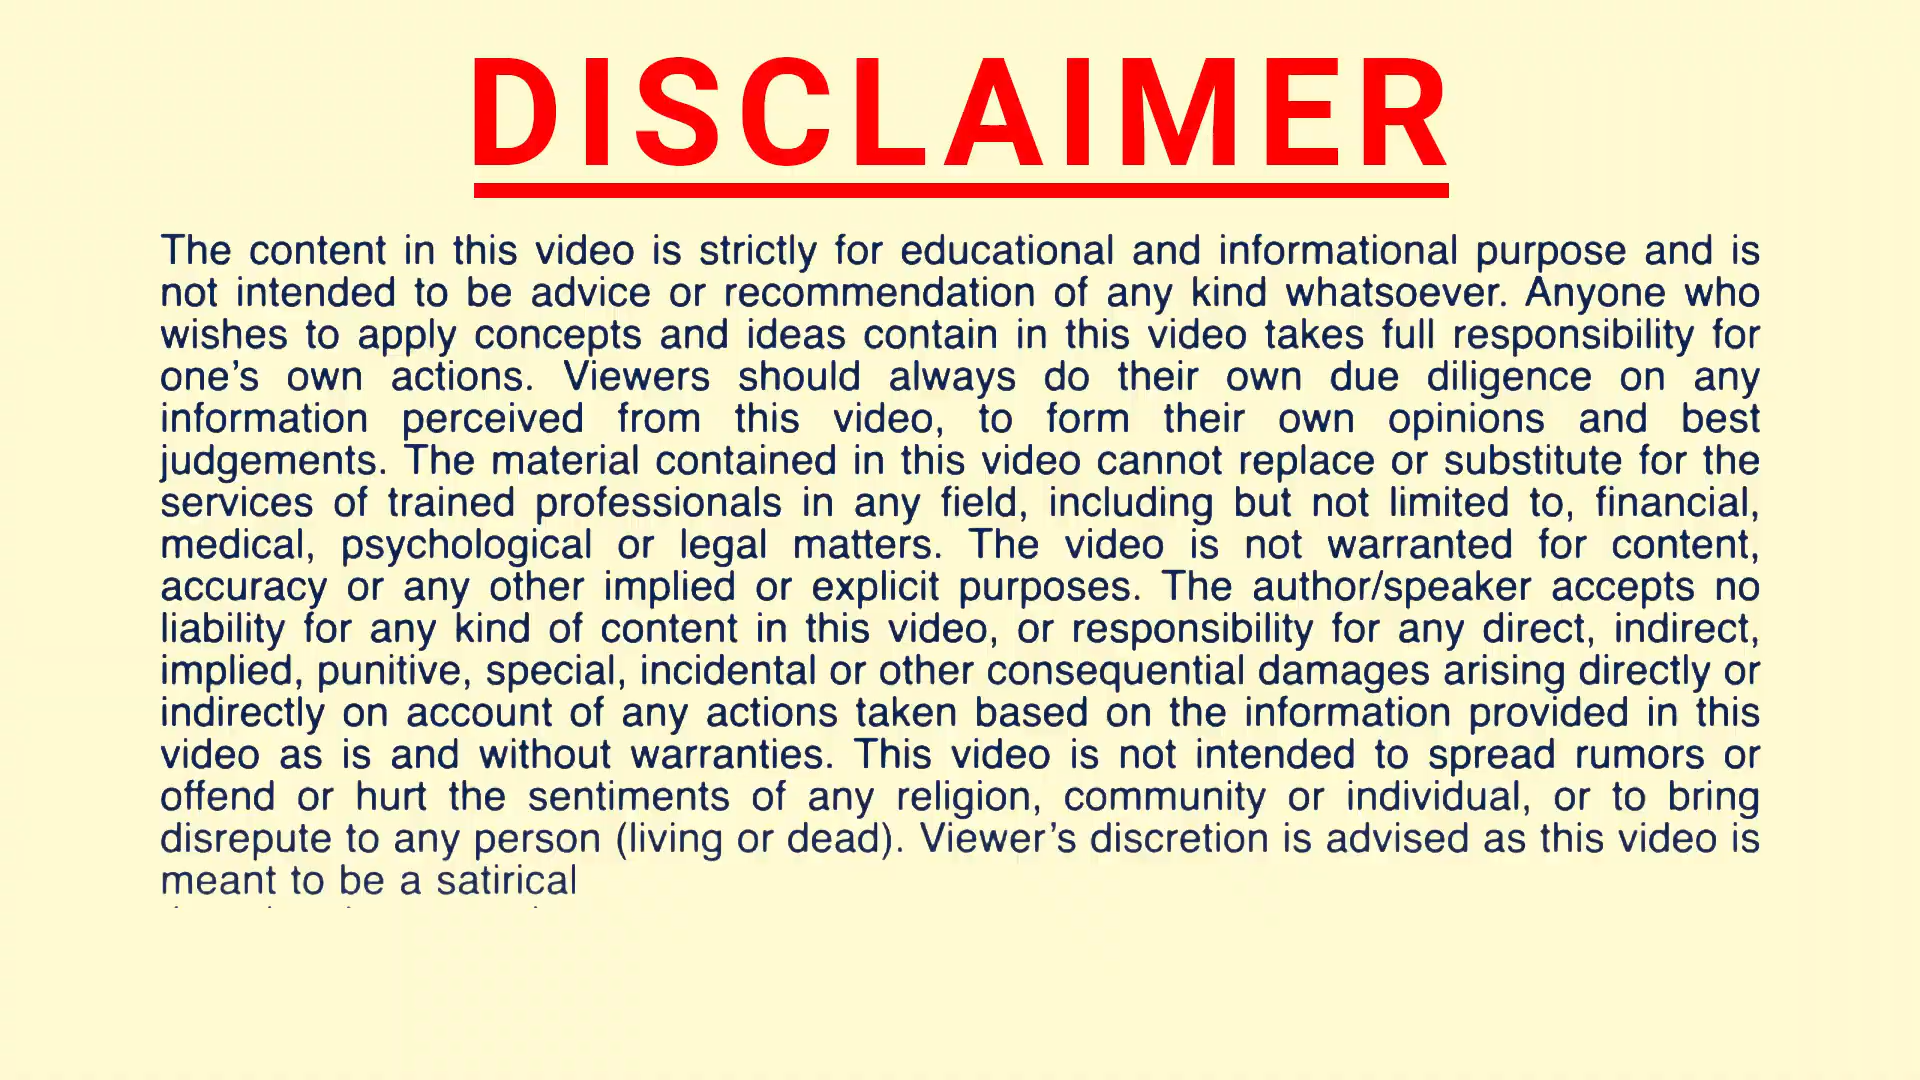 DISCLAIMER
The content in this video is strictly for educational and informational purpose and is
not intended to be advice or recommendation of any kind whatsoever. Anyone who
wishes to apply concepts and ideas contain in this video takes full responsibility for
one’s own actions. Viewers should always do their own due diligence on any
information perceived from this video, to form their own opinions and best
judgements. The material contained in this video cannot replace or substitute for the
services of trained professionals in any field, including but not limited to, financial,
medical, psychological or legal matters. The video is not warranted for content,
accuracy or any other implied or explicit purposes. The author/speaker accepts no
liability for any kind of content in this video, or responsibility for any direct, indirect,
implied, punitive, special, incidental or other consequential damages arising directly or
indirectly on account of any actions taken based on the information provided in this
video as is and without warranties. This video is not intended to spread rumors or
offend or hurt the sentiments of any religion, community or individual, or to bring
disrepute to any person (living or dead). Viewer’s discretion is advised as this video is
meant to be a satirical